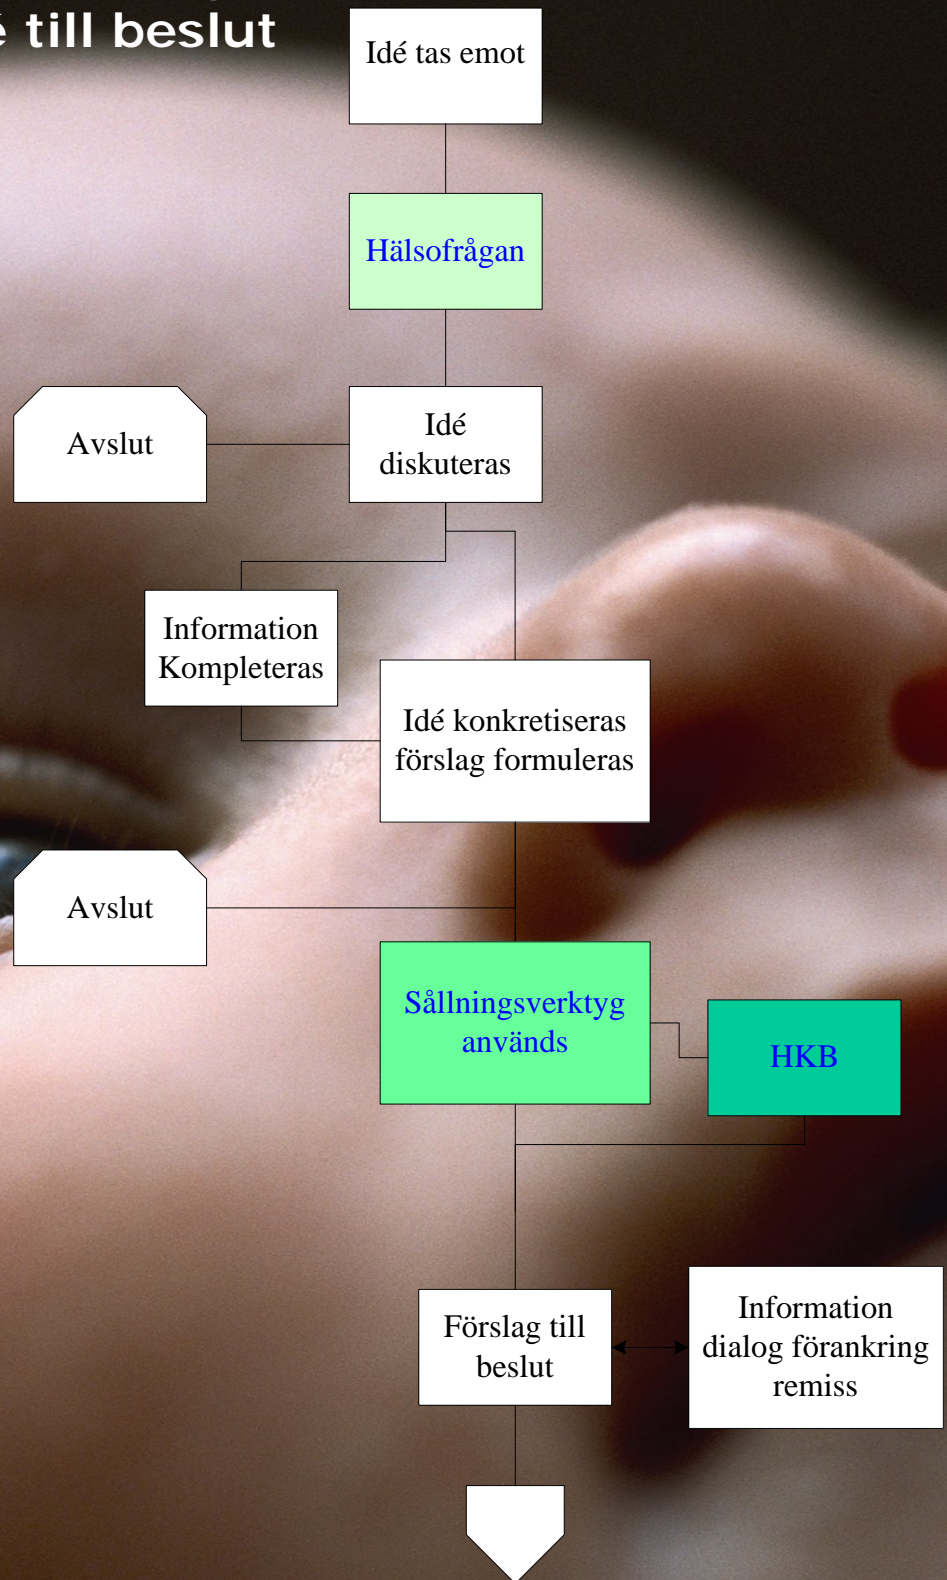 till beslut
Idé tas emot
Hälsofrågan
Avslut
Idé
diskuteras
Information
Kompleteras
Idé konkretiseras
förslag formuleras
Avslut
Sållningsverktyg
används
HKB
Förslag till
beslut
Information
dialog förankring
remiss